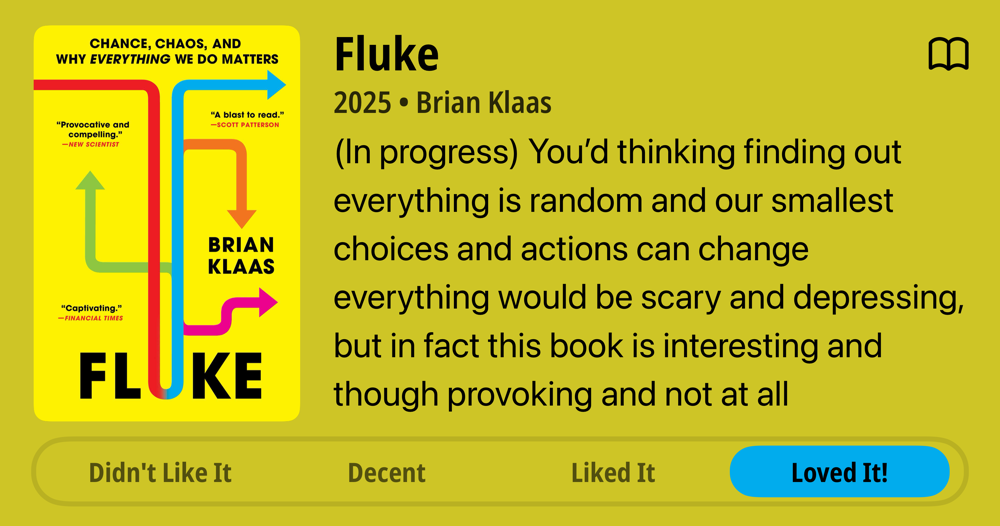 CHANCE, CHAOS, AND
WHY EVERYTHING WE DO MATTERS
"Provocative and
compelling."
—NEW SCIENTIST
"A blast to read."
—SCOTT PATTERSON
BRIAN
KLAAS
"Captivating."
—FINANCIAL TIMES
FLUKE
Fluke
2025 • Brian Klaas
(In progress) You’d thinking finding out
everything is random and our smallest
choices and actions can change
everything would be scary and depressing,
but in fact this book is interesting and
though provoking and not at all
Didn't Like It
Decent
Liked It
Loved It!